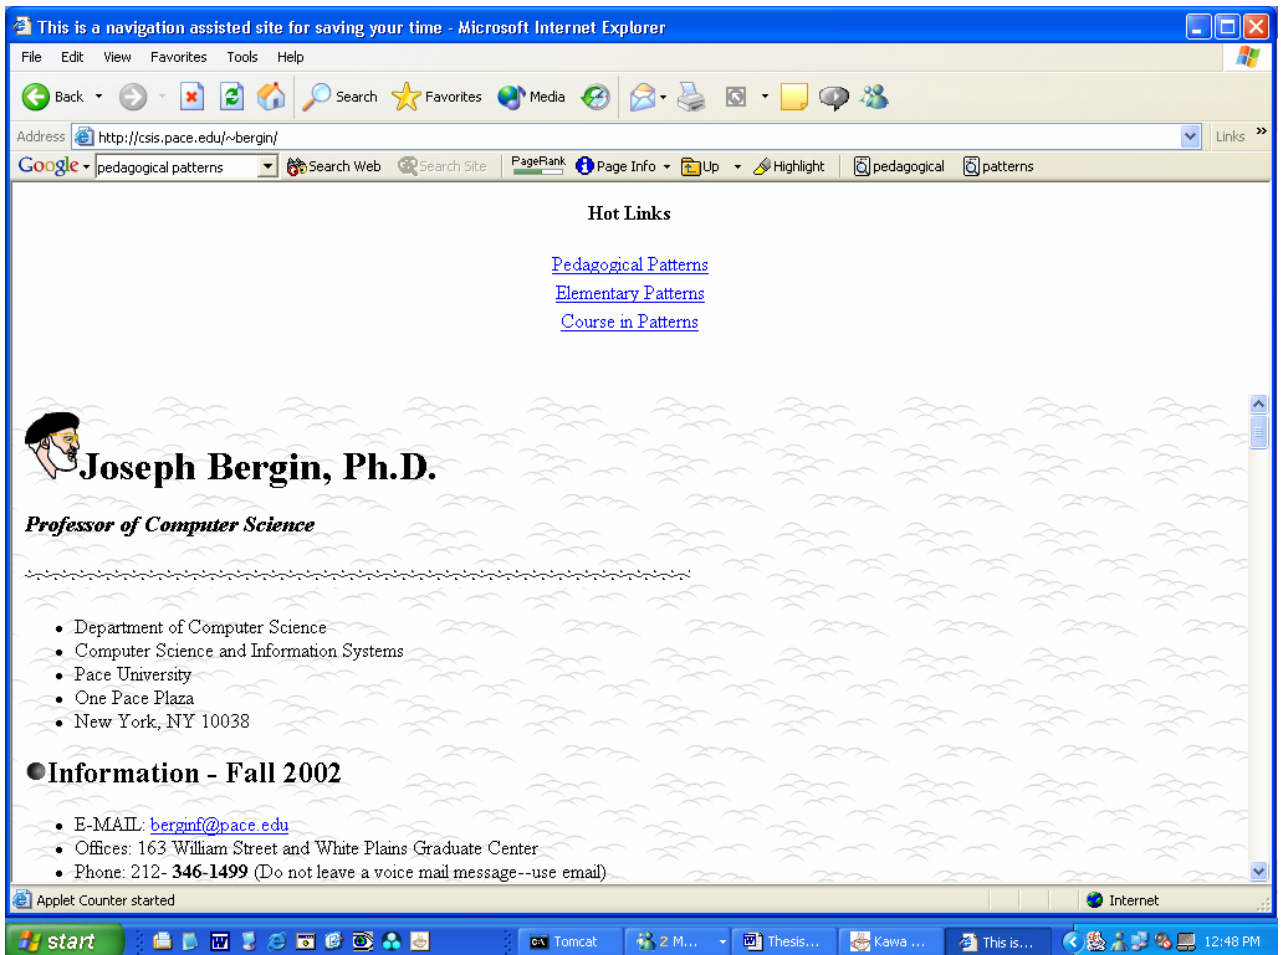 This is a navigation assisted site for saving your time - Microsoft Internet Explorer
File Edit View Favorites Tools Help
Back Search Favorites Media
Address http://csis.pace.edu/~bergin/ Links »
Google pedagogical patterns Search Web Search Site PageRank Page Info Up Highlight pedagogical patterns
Hot Links
Pedagogical Patterns
Elementary Patterns
Course in Patterns
Joseph Bergin, Ph.D.
Professor of Computer Science
• Department of Computer Science
• Computer Science and Information Systems
• Pace University
• One Pace Plaza
• New York, NY 10038
Information - Fall 2002
• E-MAIL: berginf@pace.edu
• Offices: 163 William Street and White Plains Graduate Center
• Phone: 212- 346-1499 (Do not leave a voice mail message--use email)
Applet Counter started Internet
start Tomcat 2 M... Thesis... Kawa ... This is... 12:48 PM